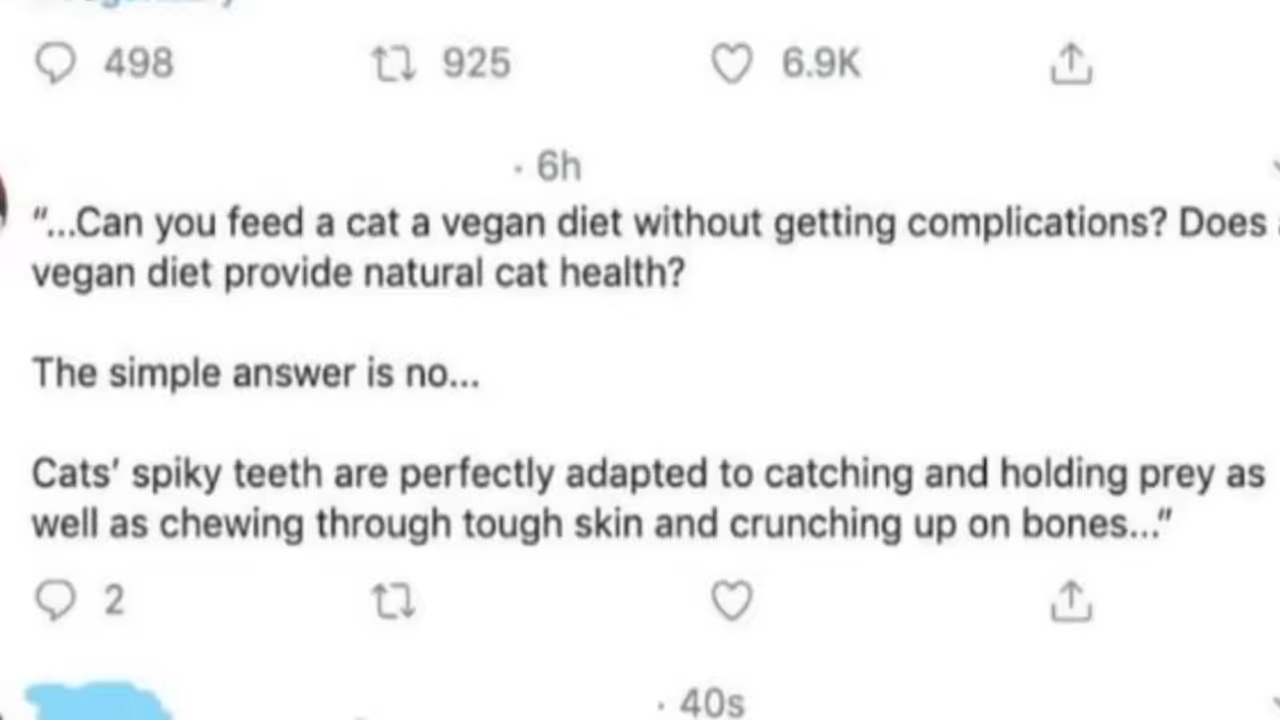 498 925 6.9K
· 6h
“...Can you feed a cat a vegan diet without getting complications? Does
vegan diet provide natural cat health?
The simple answer is no...
Cats’ spiky teeth are perfectly adapted to catching and holding prey as
well as chewing through tough skin and crunching up on bones...”
2
· 40s